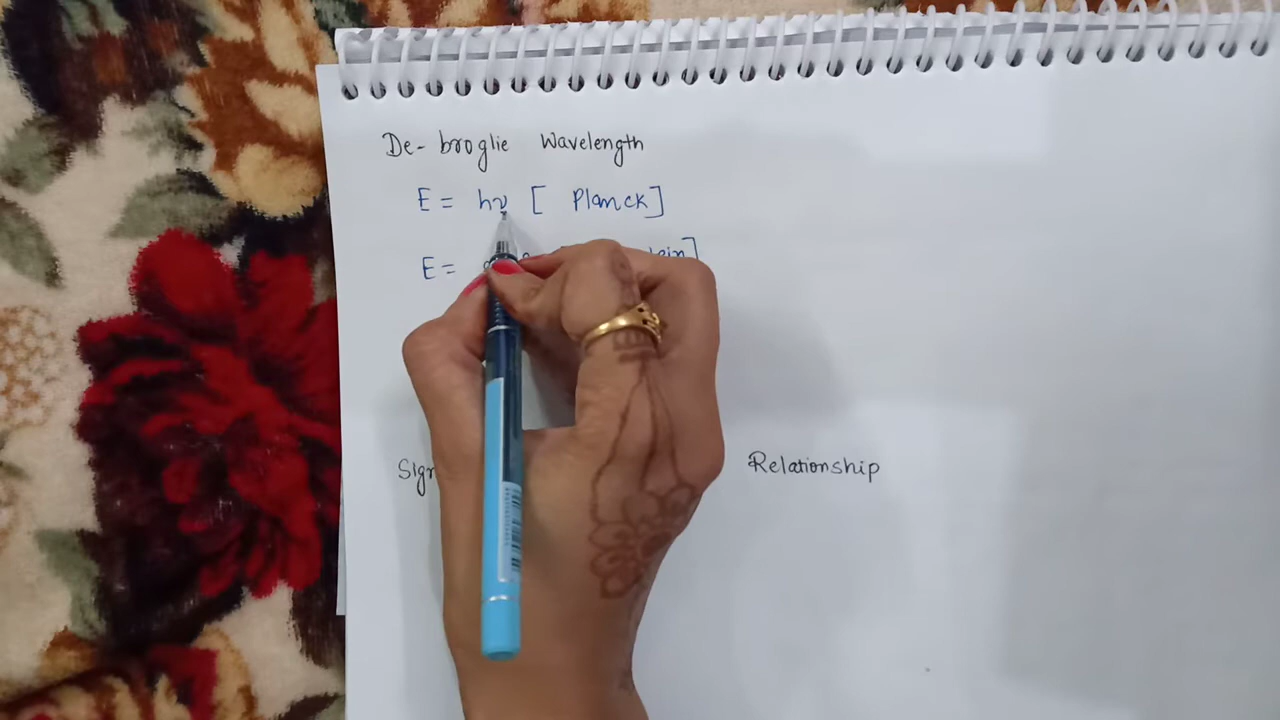 De-broglie Wavelength
E = hν [ Planck]
E =
Relationship